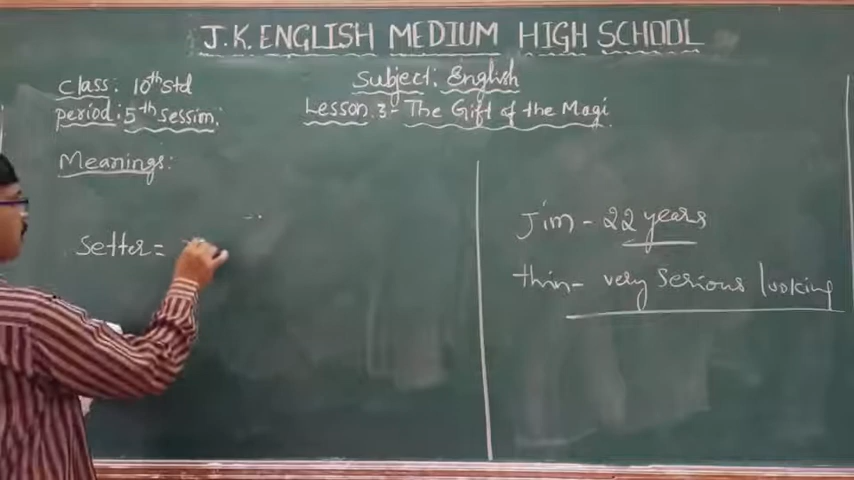 J.K. ENGLISH MEDIUM HIGH SCHOOL
Class: 10th Std
Subject: English
period: 5th Session:
Lesson 3 - The Gift of the Magi
Meanings:
Setter =
Jim - 22 years
thin - very serious looking